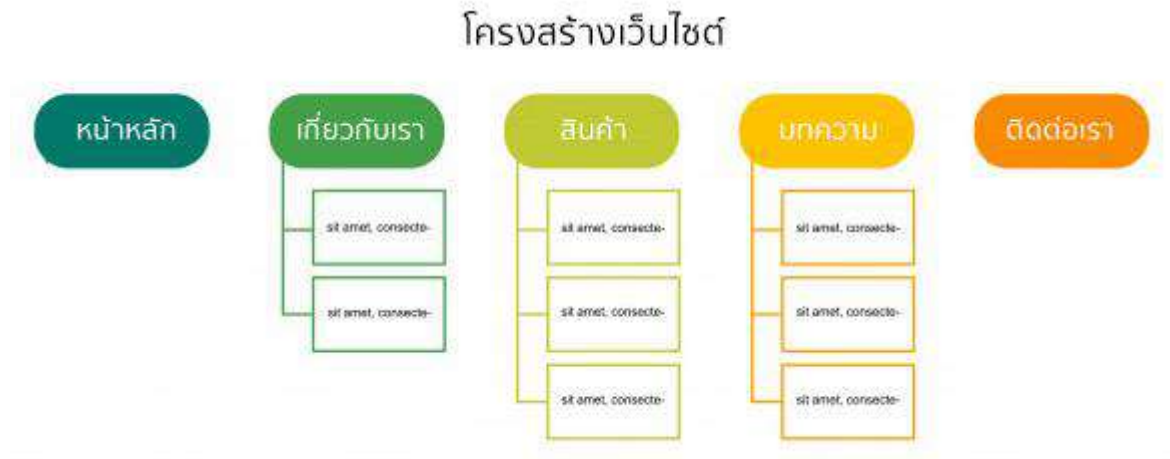 โครงสร้างเว็บไซต์
หน้าหลัก
เกี่ยวกับเรา
สินค้า
บทความ
ติดต่อเรา
sit amet, consecte-
sit amet, consecte-
sit amet, consecte-
sit amet, consecte-
sit amet, consecte-
sit amet, consecte-
sit amet, consecte-
sit amet, consecte-